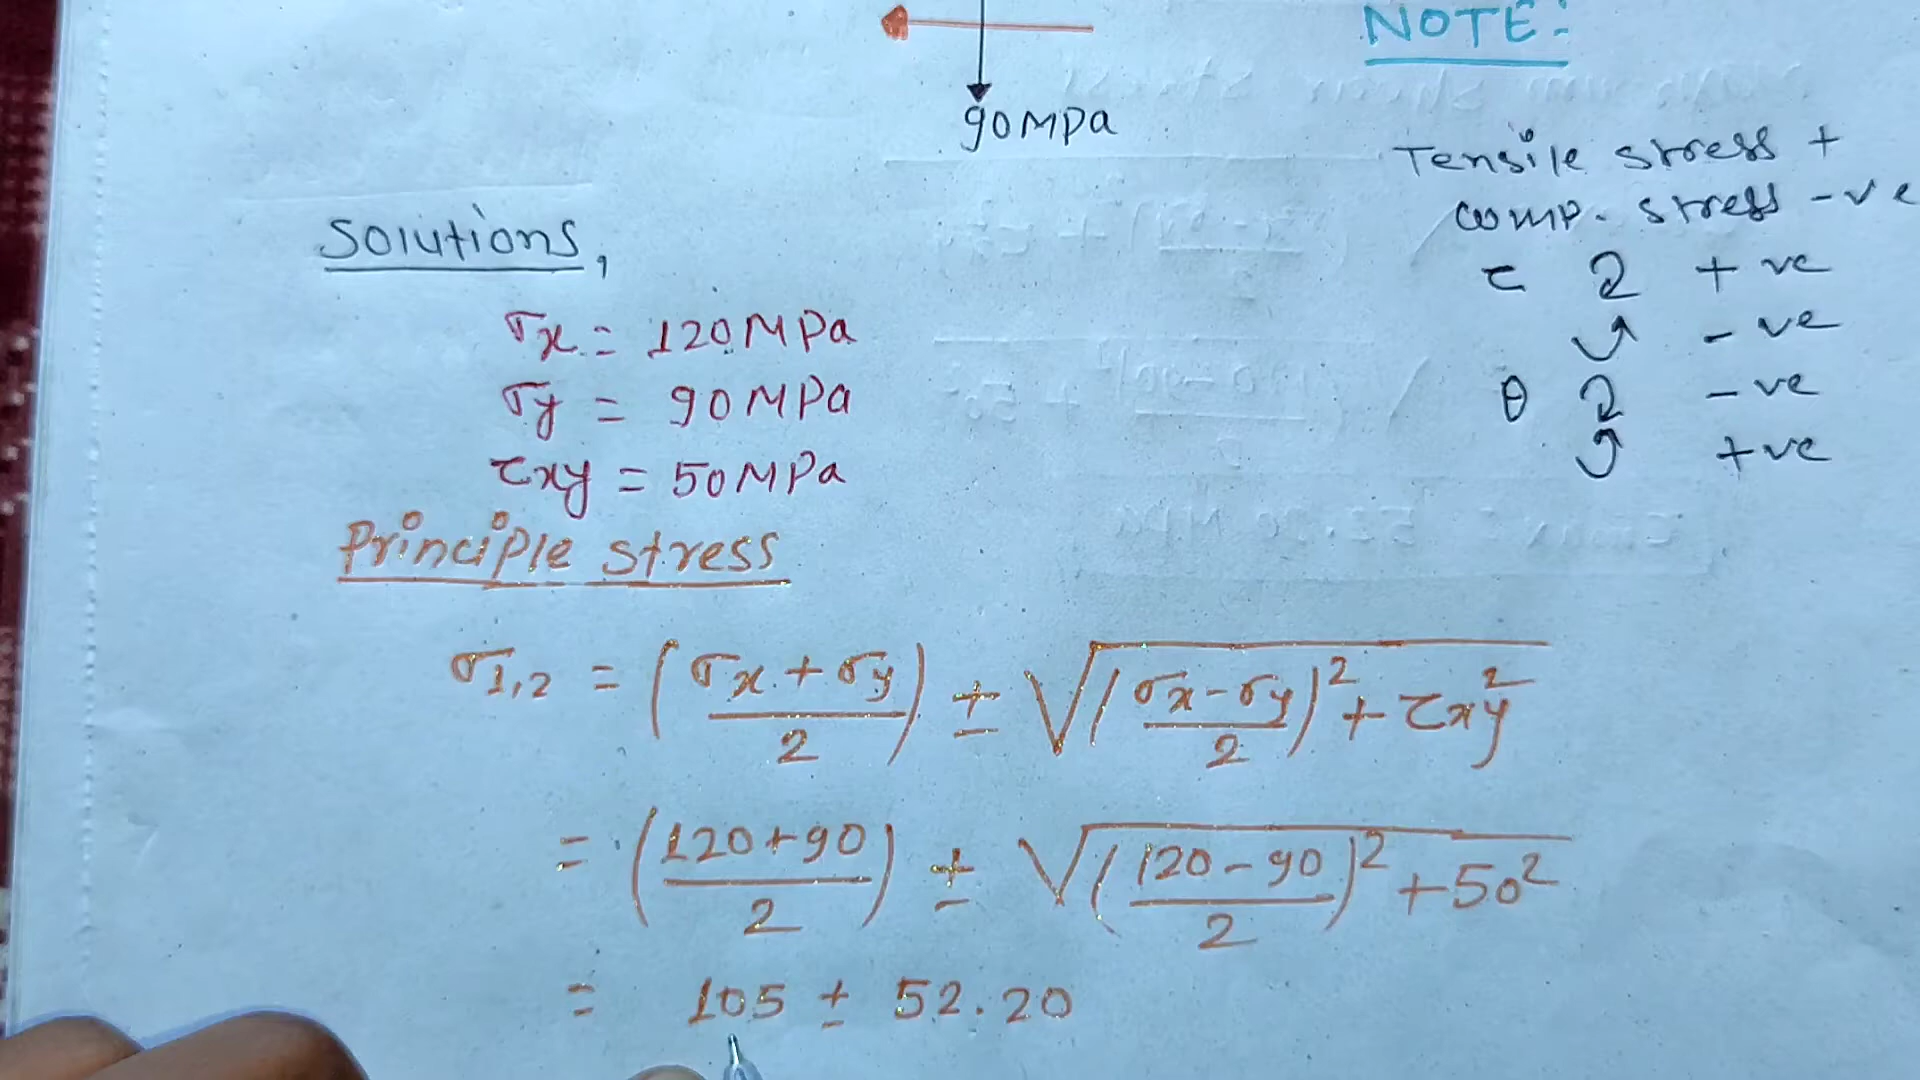 NOTE:
90MPa
Tensile stress +
comp. stress -ve
τ + ve
- ve
θ - ve
+ve
Solutions,
σx = 120MPa
σy = 90MPa
τxy = 50MPa
Principle stress
σ1,2 = (σx + σy / 2) ± √(σx - σy / 2)² + τxy²
= (120+90 / 2) ± √(120 - 90 / 2)² + 50²
= 105 ± 52.20